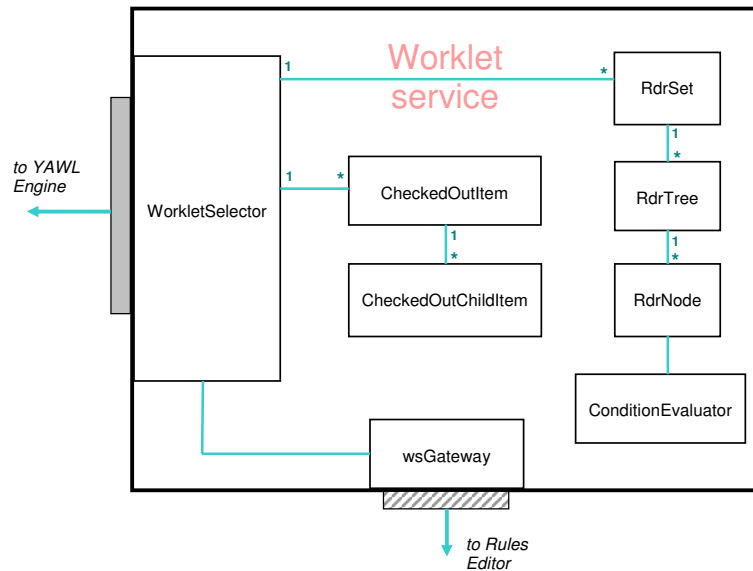 Worklet
service
1
*
RdrSet
1
*
to YAWL
Engine
WorkletSelector
1
*
CheckedOutItem
RdrTree
1
*
1
*
CheckedOutChildItem
RdrNode
ConditionEvaluator
wsGateway
to Rules
Editor